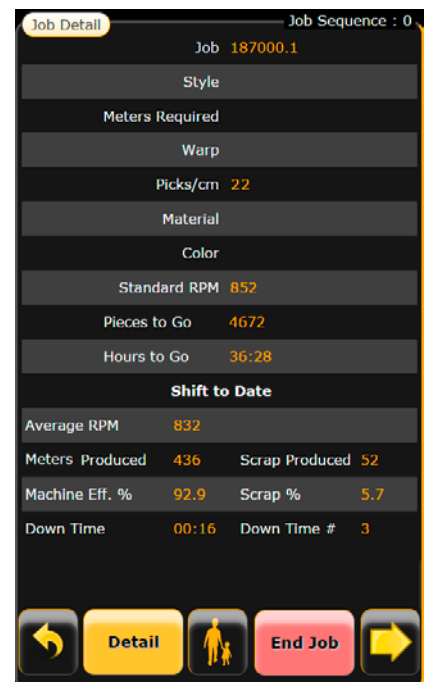 Job Detail Job Sequence : 0
Job 187000.1
Style
Meters Required
Warp
Picks/cm 22
Material
Color
Standard RPM 852
Pieces to Go 4672
Hours to Go 36:28
Shift to Date
Average RPM 832
Meters Produced 436 Scrap Produced 52
Machine Eff. % 92.9 Scrap % 5.7
Down Time 00:16 Down Time # 3
Detail End Job